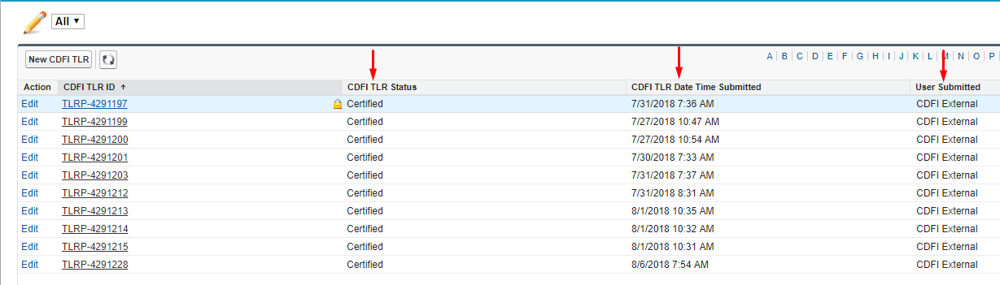 All ▼
New CDFI TLR
A | B | C | D | E | F | G | H | I | J | K | L | M | N | O | P
Action CDFI TLR ID ↑ CDFI TLR Status CDFI TLR Date Time Submitted User Submitted
Edit TLRP-4291197 Certified 7/31/2018 7:36 AM CDFI External
Edit TLRP-4291199 Certified 7/27/2018 10:47 AM CDFI External
Edit TLRP-4291200 Certified 7/27/2018 10:54 AM CDFI External
Edit TLRP-4291201 Certified 7/30/2018 7:33 AM CDFI External
Edit TLRP-4291203 Certified 7/31/2018 7:37 AM CDFI External
Edit TLRP-4291212 Certified 7/31/2018 8:31 AM CDFI External
Edit TLRP-4291213 Certified 8/1/2018 10:35 AM CDFI External
Edit TLRP-4291214 Certified 8/1/2018 10:32 AM CDFI External
Edit TLRP-4291215 Certified 8/1/2018 10:31 AM CDFI External
Edit TLRP-4291228 Certified 8/6/2018 7:54 AM CDFI External